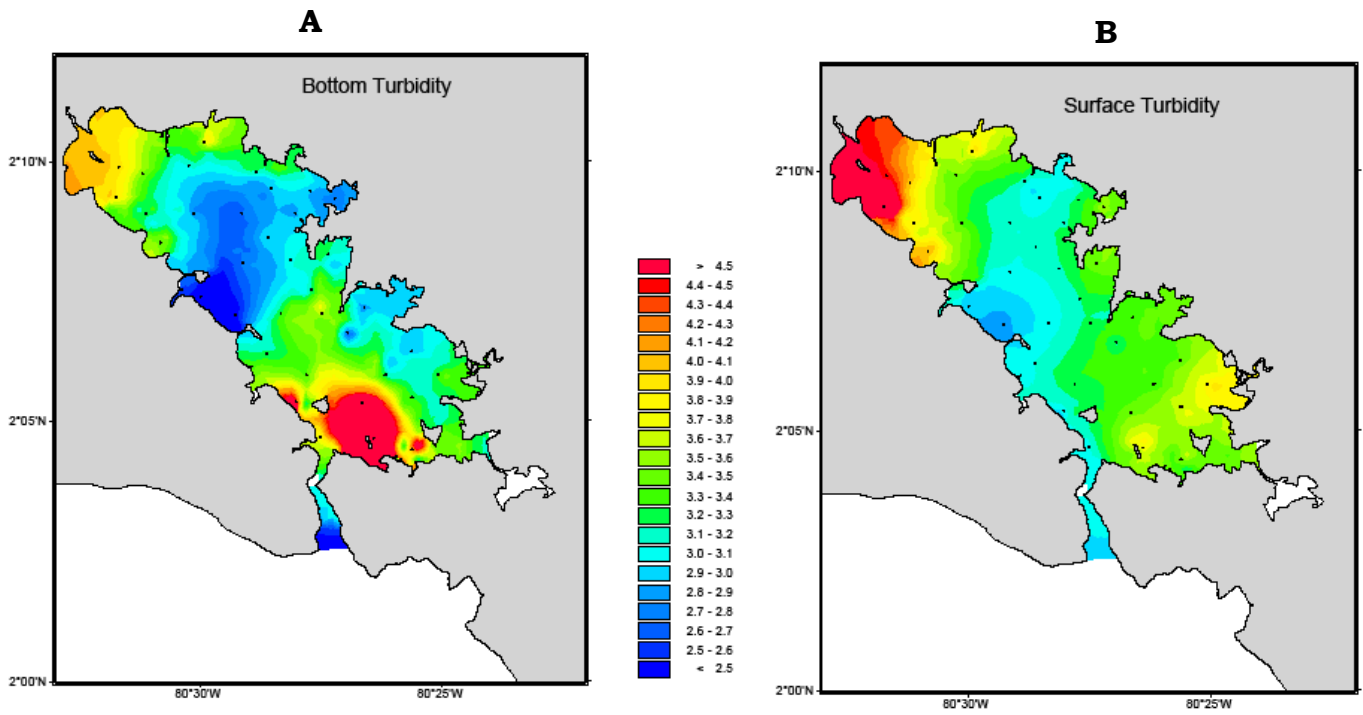 A
B
Bottom Turbidity
Surface Turbidity
2°10'N
2°05'N
2°00'N
80°30'W
80°25'W
> 4.5
4.4 - 4.5
4.3 - 4.4
4.2 - 4.3
4.1 - 4.2
4.0 - 4.1
3.9 - 4.0
3.8 - 3.9
3.7 - 3.8
3.6 - 3.7
3.5 - 3.6
3.4 - 3.5
3.3 - 3.4
3.2 - 3.3
3.1 - 3.2
3.0 - 3.1
2.9 - 3.0
2.8 - 2.9
2.7 - 2.8
2.6 - 2.7
2.5 - 2.6
< 2.5
2°10'N
2°05'N
2°00'N
80°30'W
80°25'W